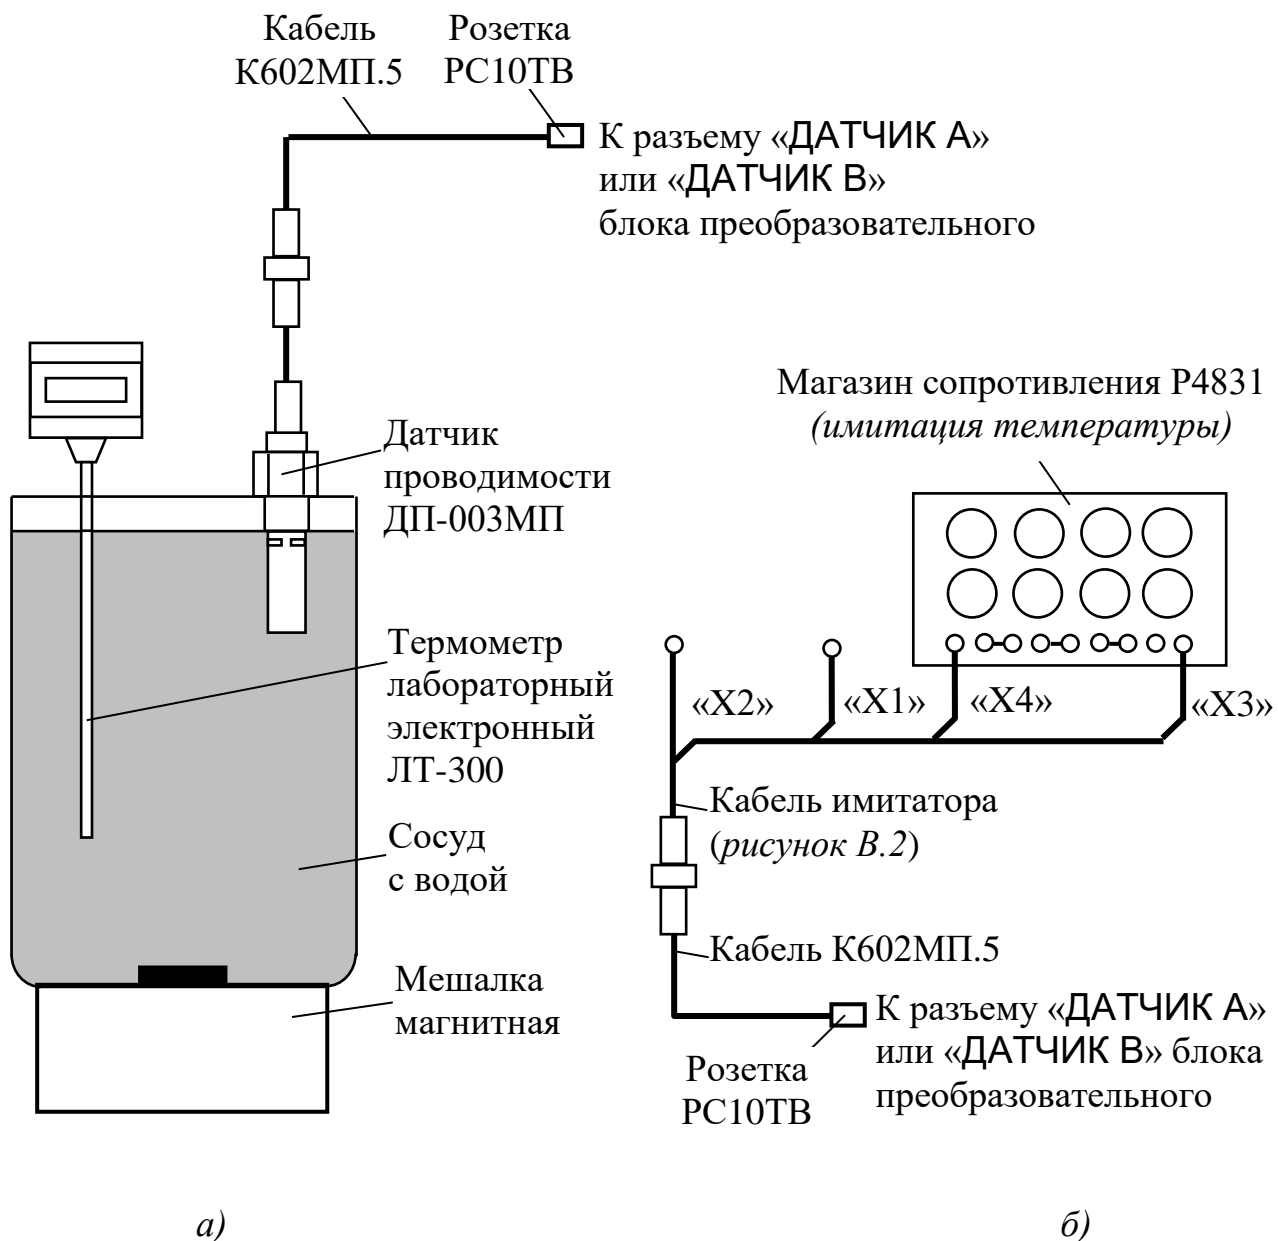 Кабель
К602МП.5
Розетка
РС10ТВ
К разъему «ДАТЧИК А»
или «ДАТЧИК В»
блока преобразовательного
Датчик
проводимости
ДП-003МП
Термометр
лабораторный
электронный
ЛТ-300
Сосуд
с водой
Мешалка
магнитная
а)
Магазин сопротивления Р4831
(имитация температуры)
«Х2»
«Х1»
«Х4»
«Х3»
Кабель имитатора
(рисунок В.2)
Кабель К602МП.5
Розетка
РС10ТВ
К разъему «ДАТЧИК А»
или «ДАТЧИК В» блока
преобразовательного
б)